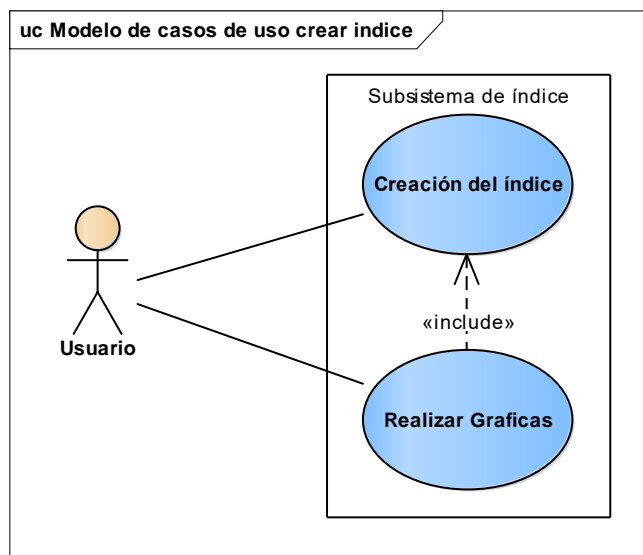 uc Modelo de casos de uso crear indice
Subsistema de índice
Creación del índice
«include»
Usuario
Realizar Graficas